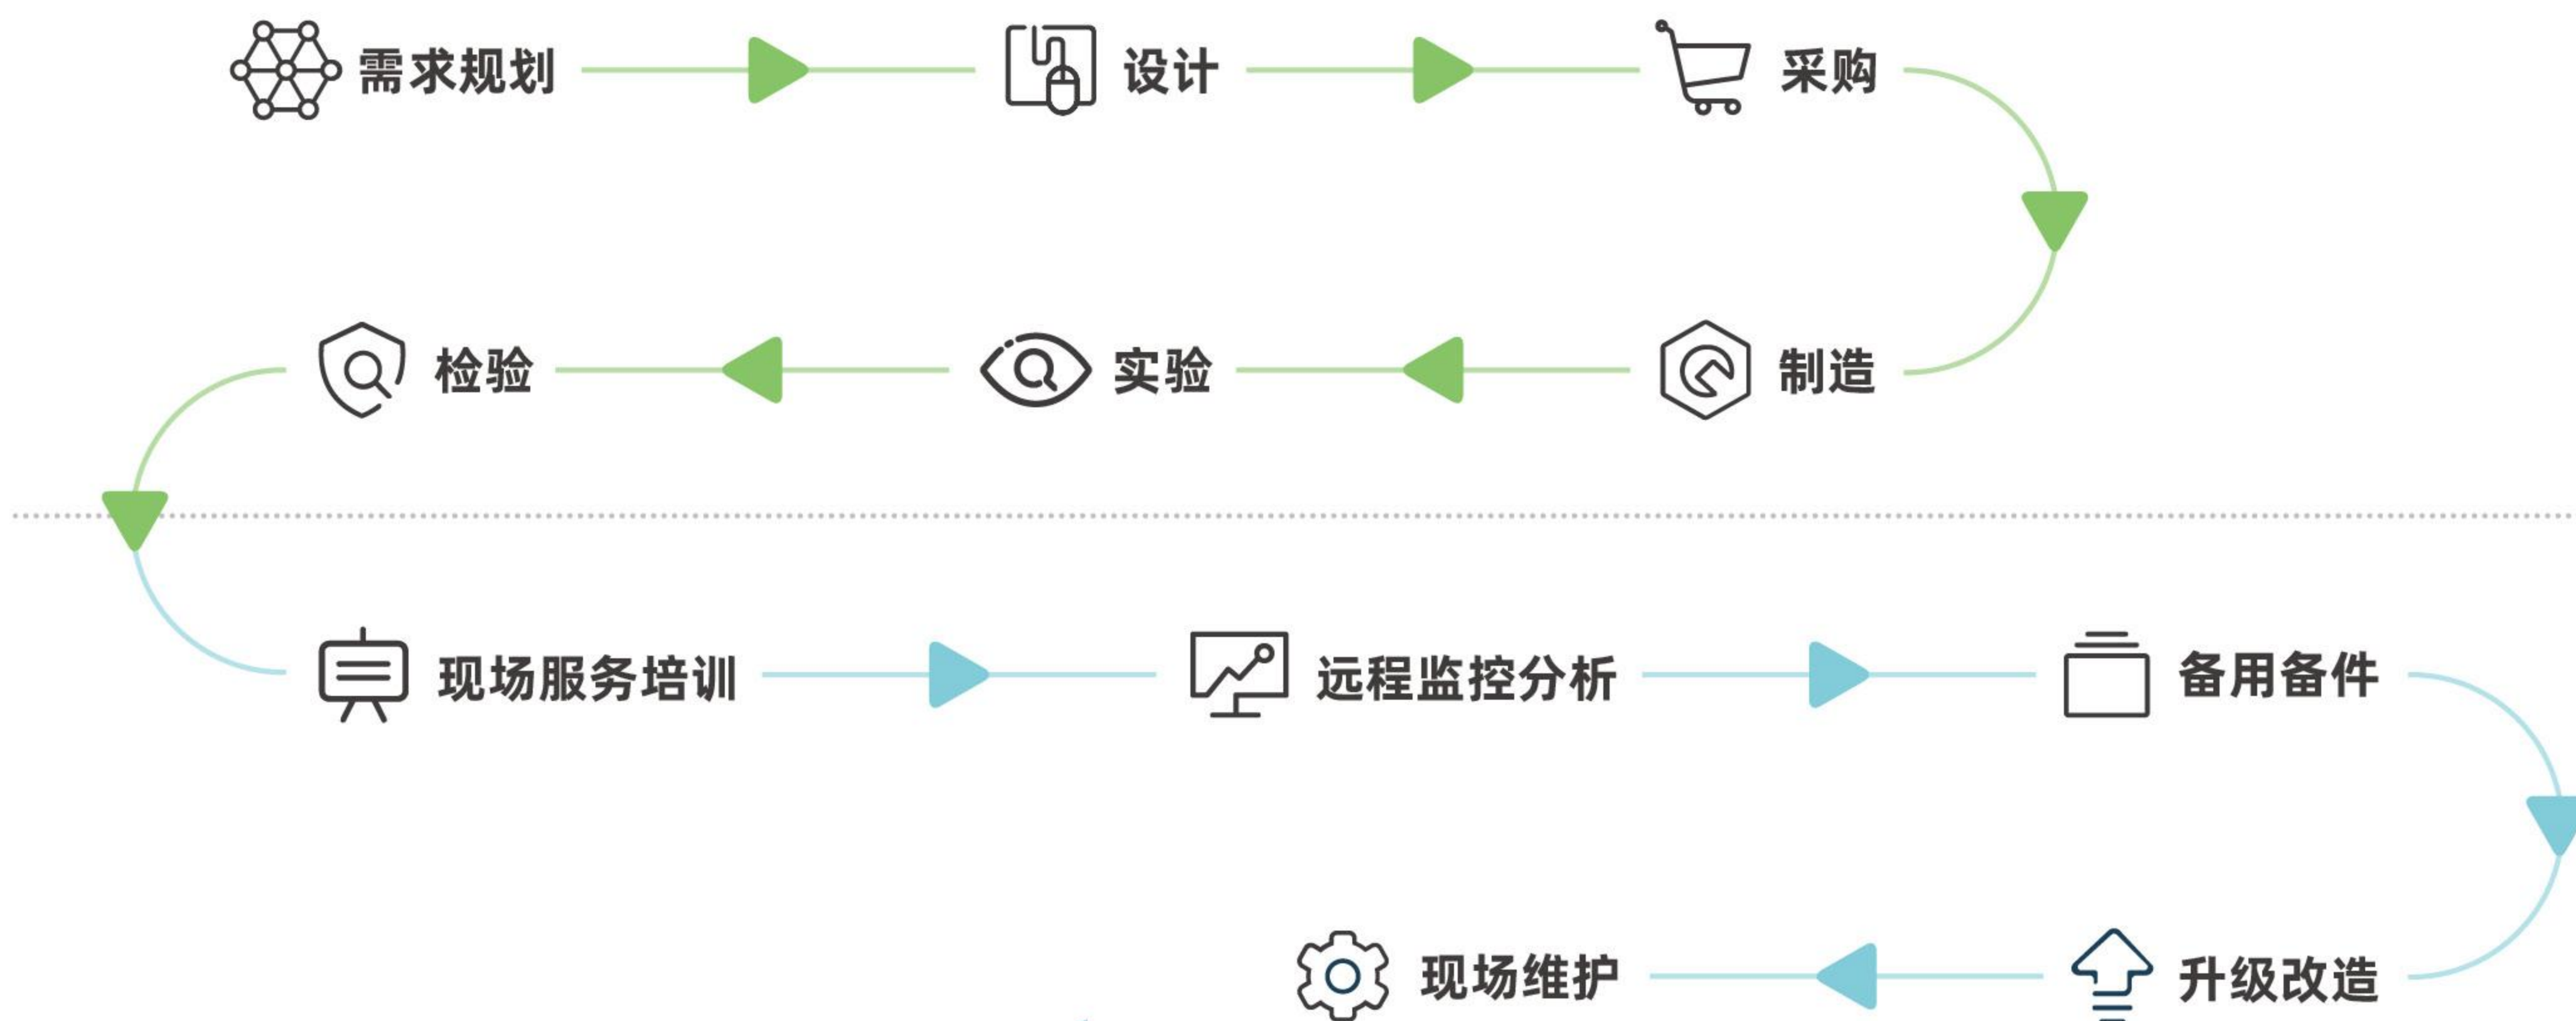 需求规划
设计
采购
制造
实验
检验
现场服务培训
远程监控分析
备用备件
升级改造
现场维护